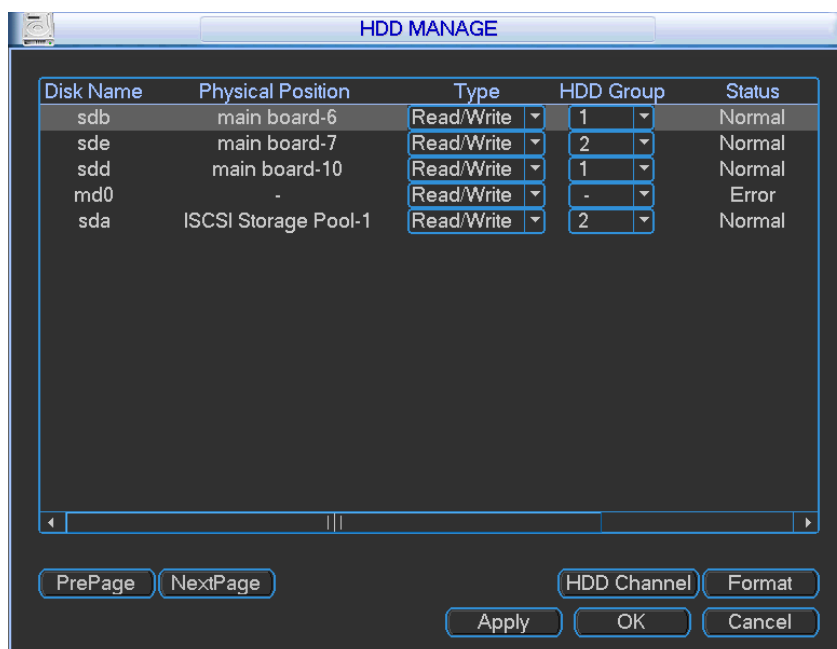 HDD MANAGE
Disk Name Physical Position Type HDD Group Status
sdb main board-6 Read/Write 1 Normal
sde main board-7 Read/Write 2 Normal
sdd main board-10 Read/Write 1 Normal
md0 - Read/Write - Error
sda ISCSI Storage Pool-1 Read/Write 2 Normal
PrePage NextPage HDD Channel Format
Apply OK Cancel